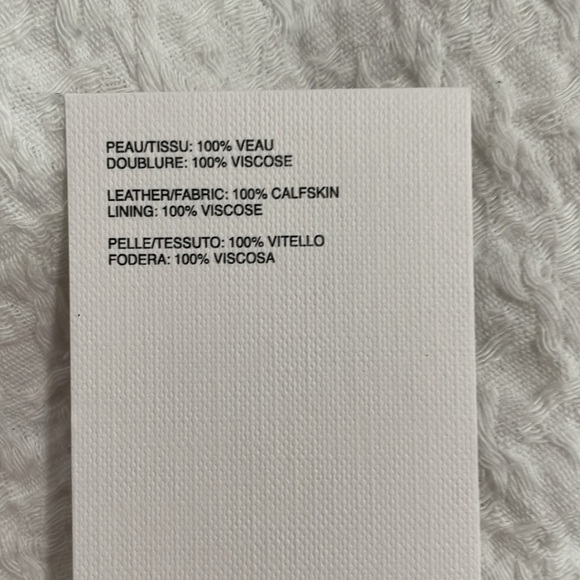 PEAU/TISSU: 100% VEAU
DOUBLURE: 100% VISCOSE
LEATHER/FABRIC: 100% CALFSKIN
LINING: 100% VISCOSE
PELLE/TESSUTO: 100% VITELLO
FODERA: 100% VISCOSA